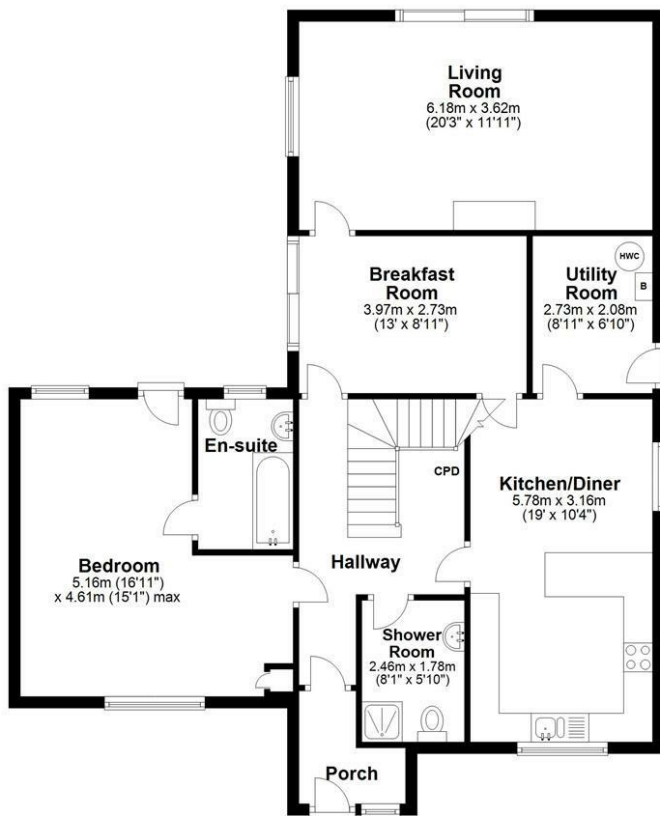 Living
Room
6.18m x 3.62m
(20'3" x 11'11")
Breakfast
Room
3.97m x 2.73m
(13' x 8'11")
HWC
B
Utility
Room
2.73m x 2.08m
(8'11" x 6'10")
En-suite
CPD
Kitchen/Diner
5.78m x 3.16m
(19' x 10'4")
Bedroom
5.16m (16'11")
x 4.61m (15'1") max
Hallway
Shower
Room
2.46m x 1.78m
(8'1" x 5'10")
Porch